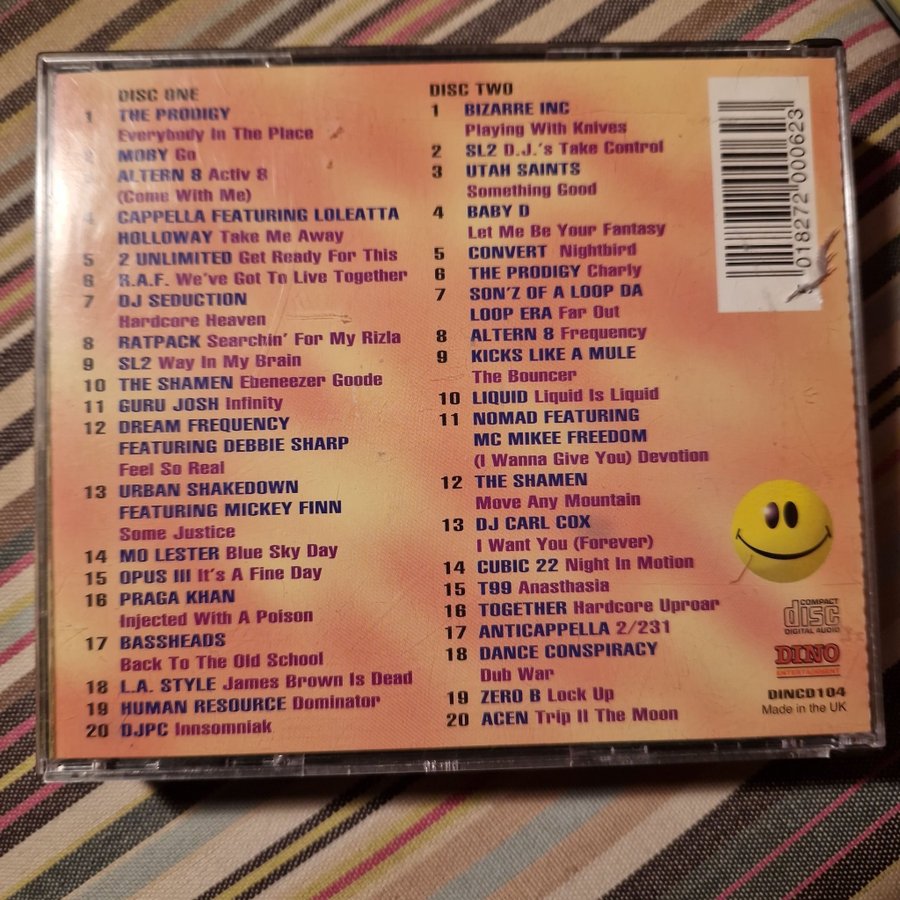 DISC ONE
1 THE PRODIGY
Everybody In The Place
2 MOBY Go
ALTERN 8 Activ 8
(Come With Me)
4 CAPPELLA FEATURING LOLEATTA
HOLLOWAY Take Me Away
5 2 UNLIMITED Get Ready For This
6 R.A.F. We've Got To Live Together
7 DJ SEDUCTION
Hardcore Heaven
8 RATPACK Searchin' For My Rizla
9 SL2 Way In My Brain
10 THE SHAMEN Ebeneezer Goode
11 GURU JOSH Infinity
12 DREAM FREQUENCY
FEATURING DEBBIE SHARP
Feel So Real
13 URBAN SHAKEDOWN
FEATURING MICKEY FINN
Some Justice
14 MO LESTER Blue Sky Day
15 OPUS III It's A Fine Day
16 PRAGA KHAN
Injected With A Poison
17 BASSHEADS
Back To The Old School
18 L.A. STYLE James Brown Is Dead
19 HUMAN RESOURCE Dominator
20 DJPC Innsomniak
DISC TWO
1 BIZARRE INC
Playing With Knives
2 SL2 D.J.'s Take Control
3 UTAH SAINTS
Something Good
4 BABY D
Let Me Be Your Fantasy
5 CONVERT Nightbird
6 THE PRODIGY Charly
7 SON'Z OF A LOOP DA
LOOP ERA Far Out
8 ALTERN 8 Frequency
9 KICKS LIKE A MULE
The Bouncer
10 LIQUID Liquid Is Liquid
11 NOMAD FEATURING
MC MIKEE FREEDOM
(I Wanna Give You) Devotion
12 THE SHAMEN
Move Any Mountain
13 DJ CARL COX
I Want You (Forever)
14 CUBIC 22 Night In Motion
15 T99 Anasthasia
16 TOGETHER Hardcore Uproar
17 ANTICAPPELLA 2/231
18 DANCE CONSPIRACY
Dub War
19 ZERO B Lock Up
20 ACEN Trip II The Moon
018272 000623
COMPACT
disc
DIGITAL AUDIO
DINO
ENTERTAINMENT
DINCD104
Made in the UK